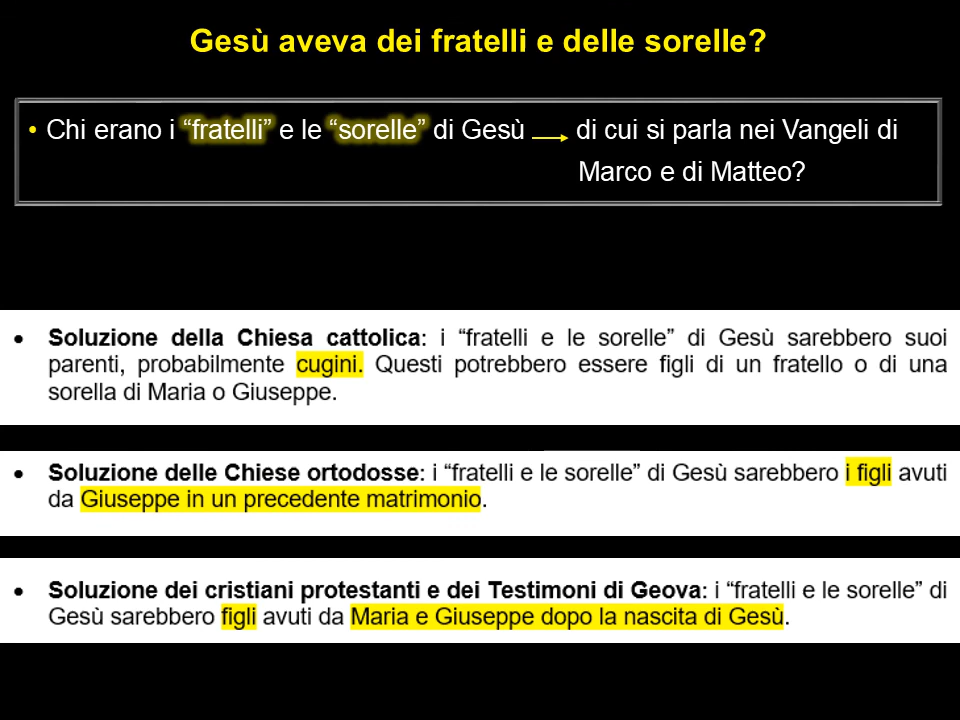 Gesù aveva dei fratelli e delle sorelle?
• Chi erano i “fratelli” e le “sorelle” di Gesù di cui si parla nei Vangeli di
Marco e di Matteo?
• Soluzione della Chiesa cattolica: i “fratelli e le sorelle” di Gesù sarebbero suoi
parenti, probabilmente cugini. Questi potrebbero essere figli di un fratello o di una
sorella di Maria o Giuseppe.
• Soluzione delle Chiese ortodosse: i “fratelli e le sorelle” di Gesù sarebbero i figli avuti
da Giuseppe in un precedente matrimonio.
• Soluzione dei cristiani protestanti e dei Testimoni di Geova: i “fratelli e le sorelle” di
Gesù sarebbero figli avuti da Maria e Giuseppe dopo la nascita di Gesù.